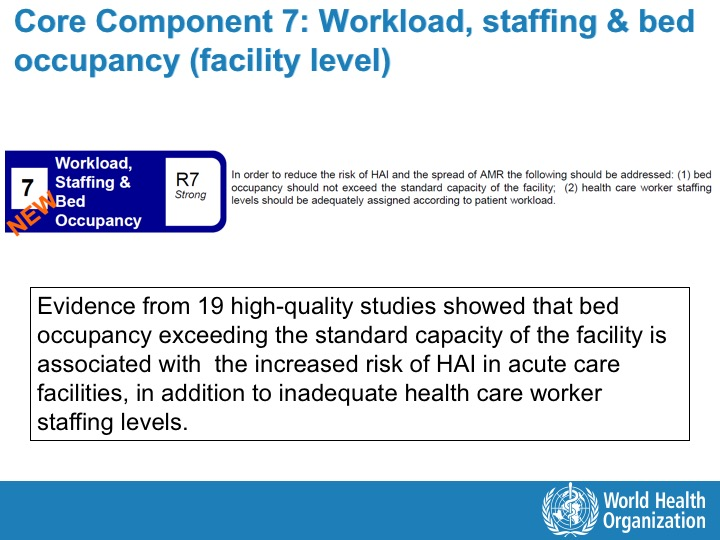 Core Component 7: Workload, staffing & bed
occupancy (facility level)
7
NEW
Workload,
Staffing &
Bed
Occupancy
R7
Strong
In order to reduce the risk of HAI and the spread of AMR the following should be addressed: (1) bed
occupancy should not exceed the standard capacity of the facility; (2) health care worker staffing
levels should be adequately assigned according to patient workload.
Evidence from 19 high-quality studies showed that bed
occupancy exceeding the standard capacity of the facility is
associated with  the increased risk of HAI in acute care
facilities, in addition to inadequate health care worker
staffing levels.
World Health
Organization